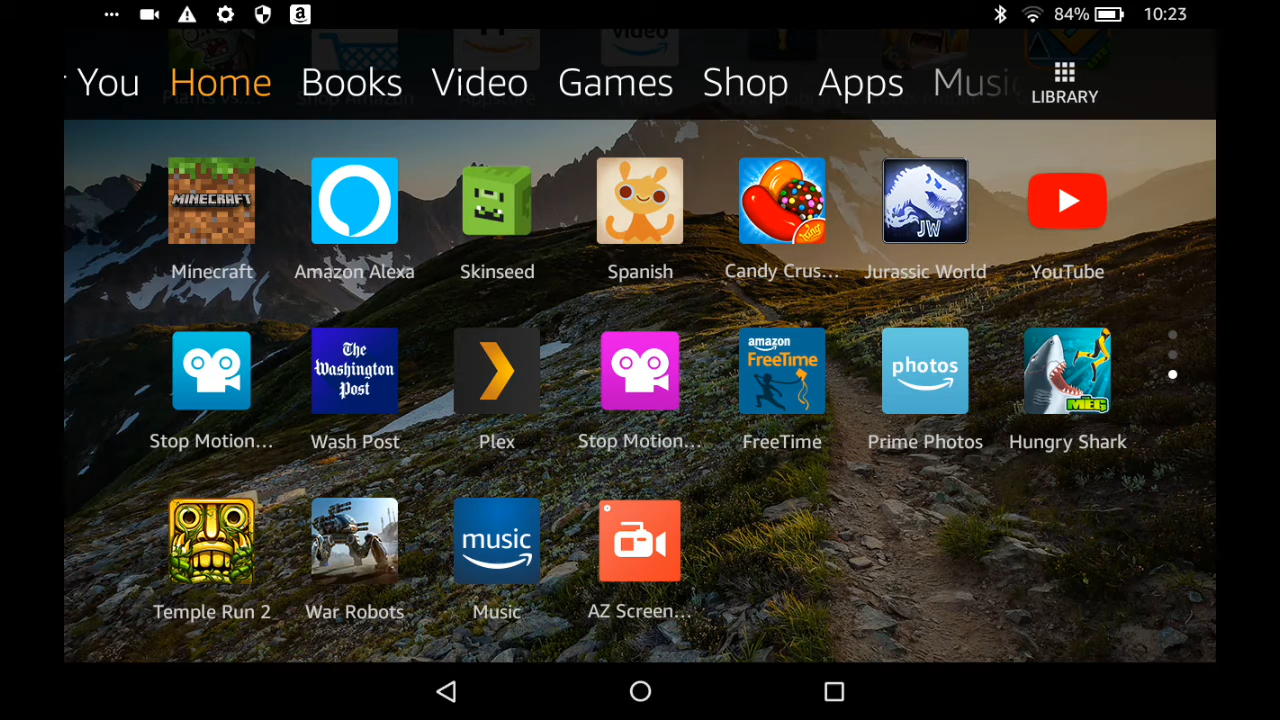 84% 10:23
You Home Books Video Games Shop Apps Music
LIBRARY
MINECRAFT
JW
Minecraft Amazon Alexa Skinseed Spanish Candy Crus... Jurassic World YouTube
The Washington Post
amazon FreeTime
photos
MEG
Stop Motion... Wash Post Plex Stop Motion... FreeTime Prime Photos Hungry Shark
music
Temple Run 2 War Robots Music AZ Screen...